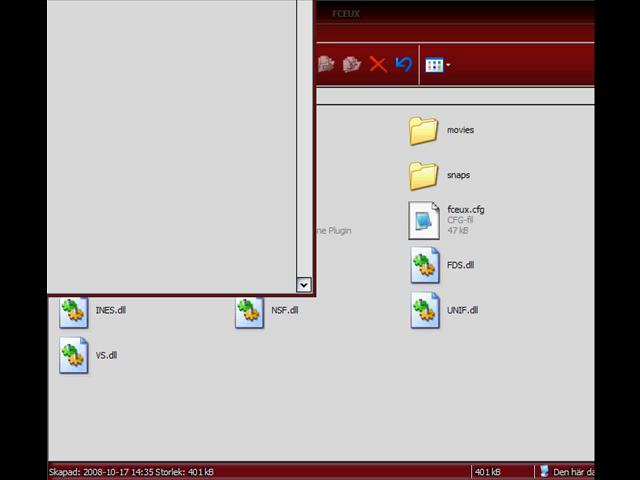 FCEUX
movies
snaps
fceux.cfg
CFG-fil
47 kB
ne Plugin
FDS.dll
INES.dll
NSF.dll
UNIF.dll
VS.dll
Skapad: 2008-10-17 14:35 Storlek: 401 kB
401 kB
Den här da